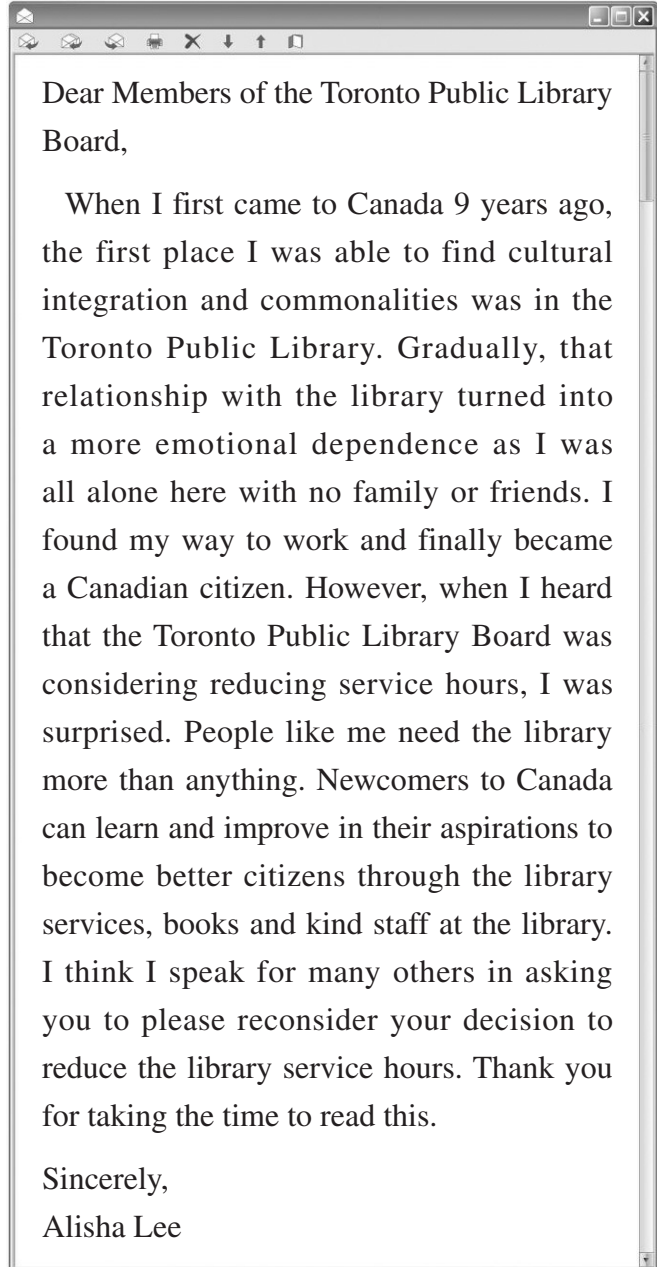 Dear Members of the Toronto Public Library
Board,
When I first came to Canada 9 years ago,
the first place I was able to find cultural
integration and commonalities was in the
Toronto Public Library. Gradually, that
relationship with the library turned into
a more emotional dependence as I was
all alone here with no family or friends. I
found my way to work and finally became
a Canadian citizen. However, when I heard
that the Toronto Public Library Board was
considering reducing service hours, I was
surprised. People like me need the library
more than anything. Newcomers to Canada
can learn and improve in their aspirations to
become better citizens through the library
services, books and kind staff at the library.
I think I speak for many others in asking
you to please reconsider your decision to
reduce the library service hours. Thank you
for taking the time to read this.
Sincerely,
Alisha Lee